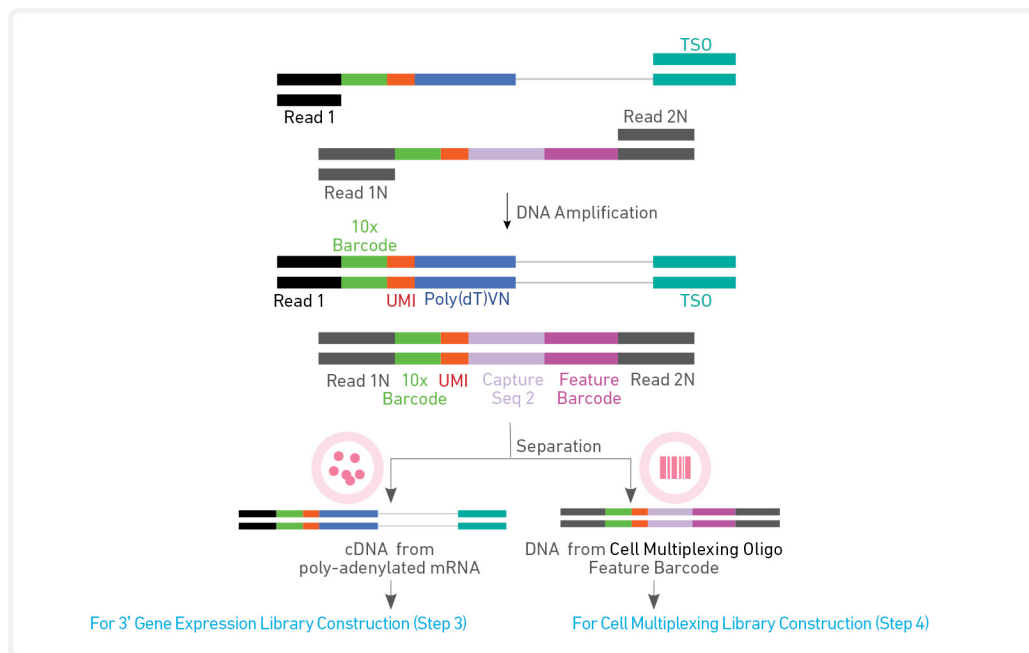 TSO
Read 1
Read 2N
Read 1N
DNA Amplification
10x
Barcode
Read 1
UMI
Poly(dT)VN
TSO
Read 1N
10x
Barcode
UMI
Capture
Seq 2
Feature
Barcode
Read 2N
Separation
cDNA from
poly-adenylated mRNA
DNA from Cell Multiplexing Oligo
Feature Barcode
For 3' Gene Expression Library Construction (Step 3)
For Cell Multiplexing Library Construction (Step 4)